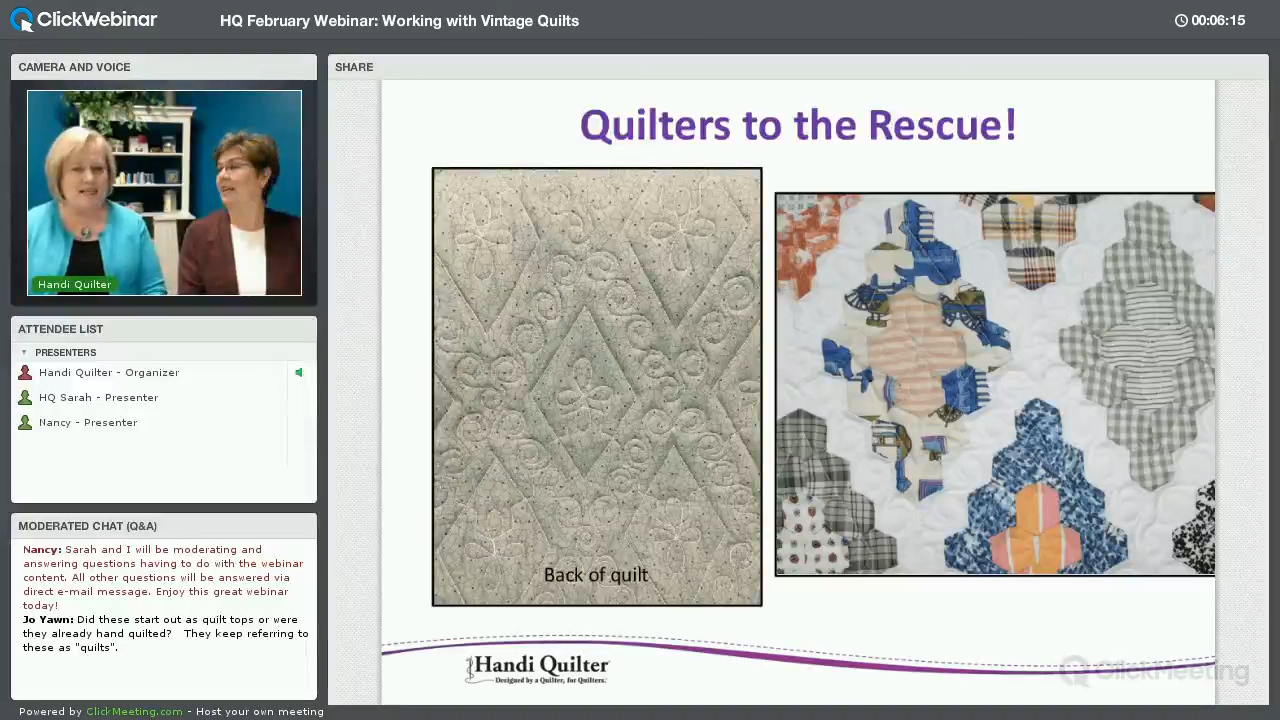 ClickWebinar
HQ February Webinar: Working with Vintage Quilts
00:06:15
CAMERA AND VOICE
Handi Quilter
ATTENDEE LIST
PRESENTERS
Handi Quilter - Organizer
HQ Sarah - Presenter
Nancy - Presenter
MODERATED CHAT (Q&A)
Nancy: Sarah and I will be moderating and
answering questions having to do with the webinar
content. All other questions will be answered via
direct e-mail message. Enjoy this great webinar
today!
Jo Yawn: Did these start out as quilt tops or were
they already hand quilted? They keep referring to
these as "quilts".
Powered by ClickMeeting.com - Host your own meeting
SHARE
Quilters to the Rescue!
Back of quilt
Handi Quilter
Designed by a Quilter, for Quilters.
ClickMeeting